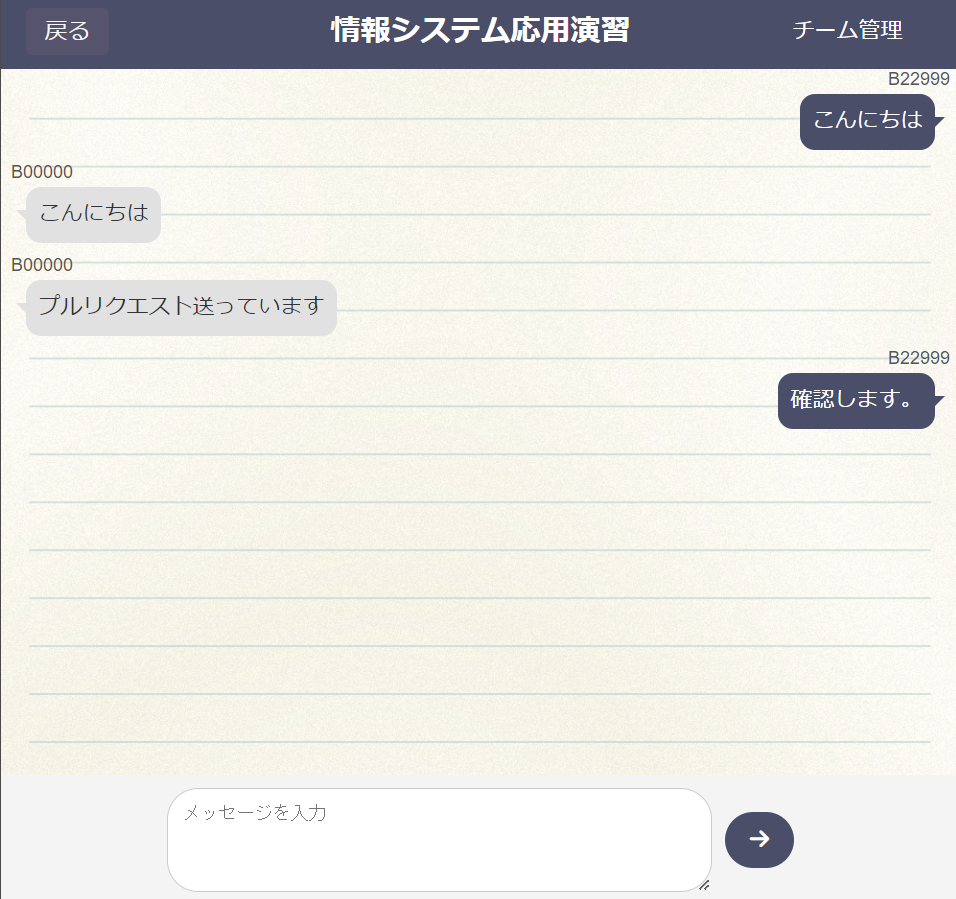 戻る
情報システム応用演習
チーム管理
B22999
こんにちは
B00000
こんにちは
B00000
プルリクエスト送っています
B22999
確認します。
メッセージを入力